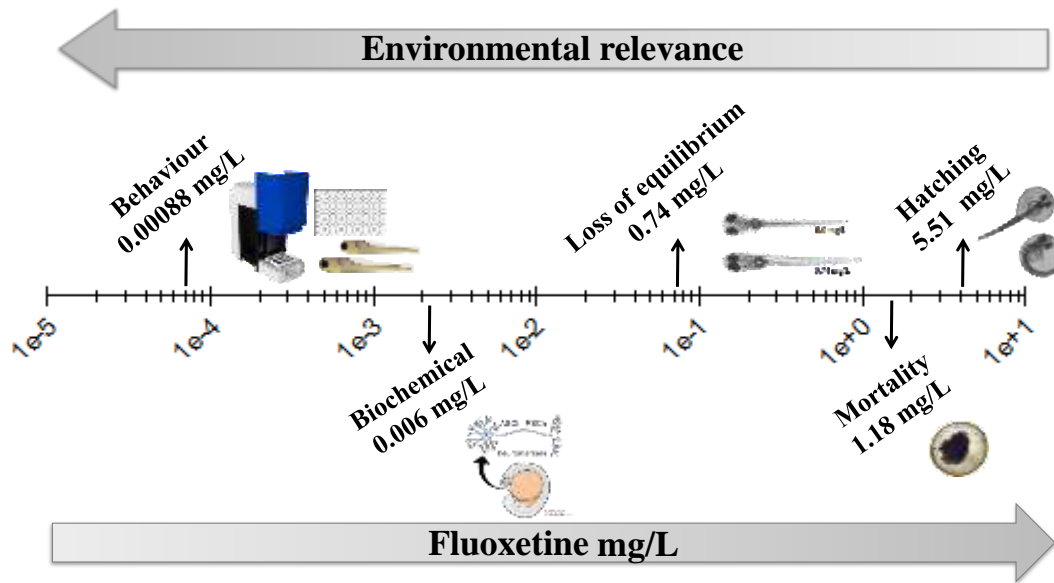 Environmental relevance
Behaviour
0.00088 mg/L
Loss of equilibrium
0.74 mg/L
Hatching
5.51 mg/L
1e-5
1e-4
1e-3
1e-2
1e-1
1e+0
1e+1
Biochemical
0.006 mg/L
Mortality
1.18 mg/L
Fluoxetine mg/L